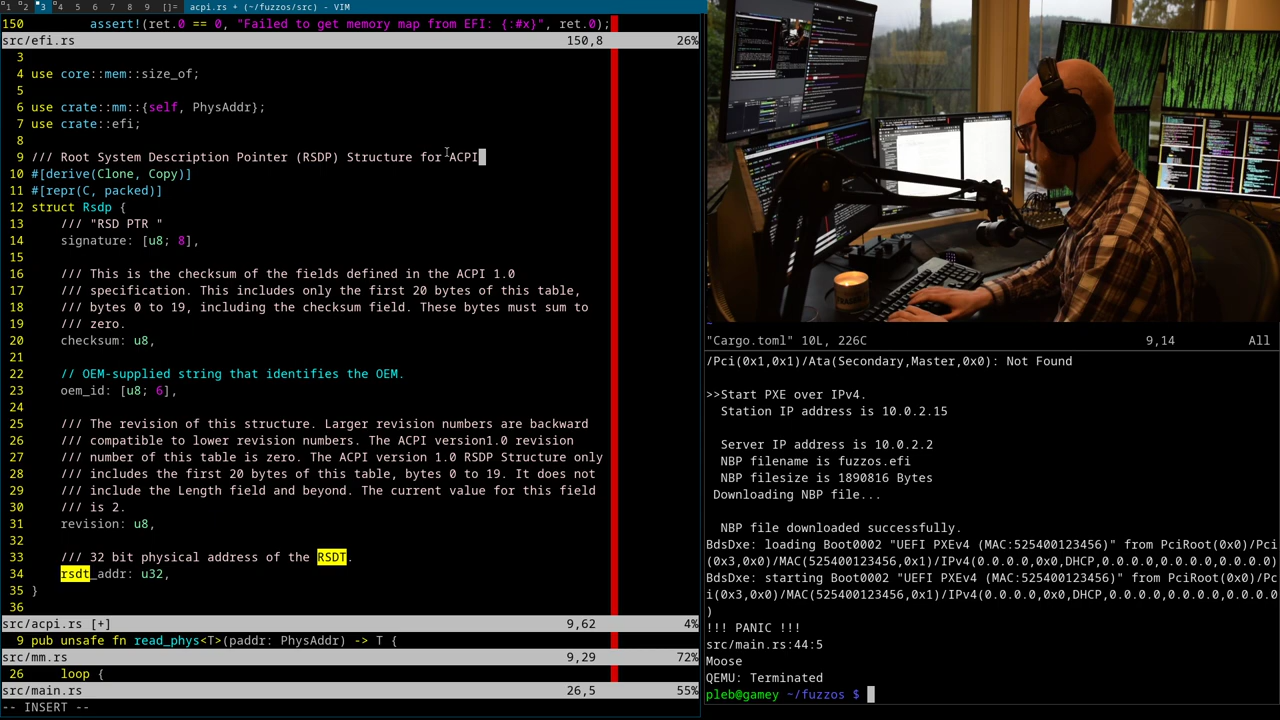 1 2 3 4 5 6 7 8 9 []= acpi.rs + (~/fuzzos/src) - VIM
150         assert!(ret.0 == 0, "Failed to get memory map from EFI: {:#x}", ret.0);
src/efi.rs 150,8 26%
3
4 use core::mem::size_of;
5
6 use crate::mm::{self, PhysAddr};
7 use crate::efi;
8
9 /// Root System Description Pointer (RSDP) Structure for ACPI
10 #[derive(Clone, Copy)]
11 #[repr(C, packed)]
12 struct Rsdp {
13     /// "RSD PTR "
14     signature: [u8; 8],
15
16     /// This is the checksum of the fields defined in the ACPI 1.0
17     /// specification. This includes only the first 20 bytes of this table,
18     /// bytes 0 to 19, including the checksum field. These bytes must sum to
19     /// zero.
20     checksum: u8,
21
22     // OEM-supplied string that identifies the OEM.
23     oem_id: [u8; 6],
24
25     /// The revision of this structure. Larger revision numbers are backward
26     /// compatible to lower revision numbers. The ACPI version1.0 revision
27     /// number of this table is zero. The ACPI version 1.0 RSDP Structure only
28     /// includes the first 20 bytes of this table, bytes 0 to 19. It does not
29     /// include the Length field and beyond. The current value for this field
30     /// is 2.
31     revision: u8,
32
33     /// 32 bit physical address of the RSDT.
34     rsdt_addr: u32,
35 }
36
src/acpi.rs [+] 9,62 4%
9 pub unsafe fn read_phys<T>(paddr: PhysAddr) -> T {
src/mm.rs 9,29 72%
26     loop {
src/main.rs 26,5 55%
-- INSERT --
~
"Cargo.toml" 10L, 226C 9,14 All
/Pci(0x1,0x1)/Ata(Secondary,Master,0x0): Not Found
>>Start PXE over IPv4.
Station IP address is 10.0.2.15
Server IP address is 10.0.2.2
NBP filename is fuzzos.efi
NBP filesize is 1890816 Bytes
Downloading NBP file...
NBP file downloaded successfully.
BdsDxe: loading Boot0002 "UEFI PXEv4 (MAC:525400123456)" from PciRoot(0x0)/Pci
(0x3,0x0)/MAC(525400123456,0x1)/IPv4(0.0.0.0,0x0,DHCP,0.0.0.0,0.0.0.0,0.0.0.0)
BdsDxe: starting Boot0002 "UEFI PXEv4 (MAC:525400123456)" from PciRoot(0x0)/Pc
i(0x3,0x0)/MAC(525400123456,0x1)/IPv4(0.0.0.0,0x0,DHCP,0.0.0.0,0.0.0.0,0.0.0.0
)
!!! PANIC !!!
src/main.rs:44:5
Moose
QEMU: Terminated
pleb@gamey ~/fuzzos $